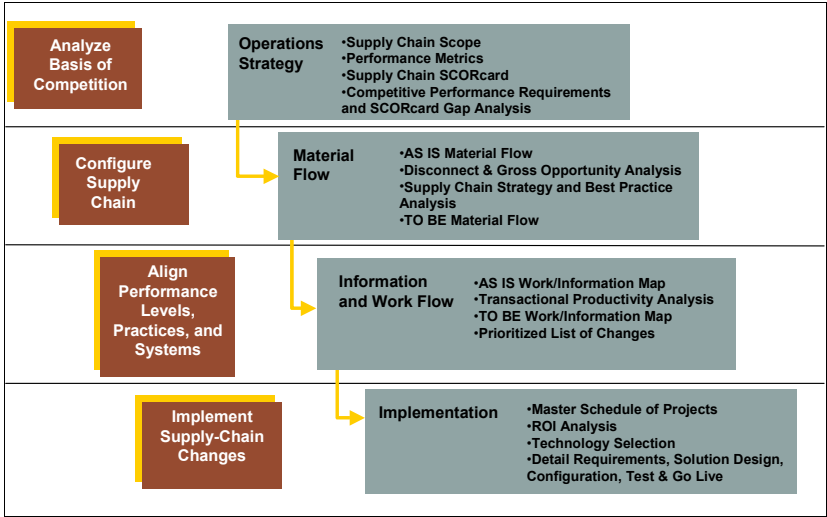 Analyze
Basis of
Competition
Operations
Strategy
•Supply Chain Scope
•Performance Metrics
•Supply Chain SCORcard
•Competitive Performance Requirements
and SCORcard Gap Analysis
Configure
Supply
Chain
Material
Flow
•AS IS Material Flow
•Disconnect & Gross Opportunity Analysis
•Supply Chain Strategy and Best Practice
Analysis
•TO BE Material Flow
Align
Performance
Levels,
Practices, and
Systems
Information
and Work Flow
•AS IS Work/Information Map
•Transactional Productivity Analysis
•TO BE Work/Information Map
•Prioritized List of Changes
Implement
Supply-Chain
Changes
Implementation
•Master Schedule of Projects
•ROI Analysis
•Technology Selection
•Detail Requirements, Solution Design,
Configuration, Test & Go Live